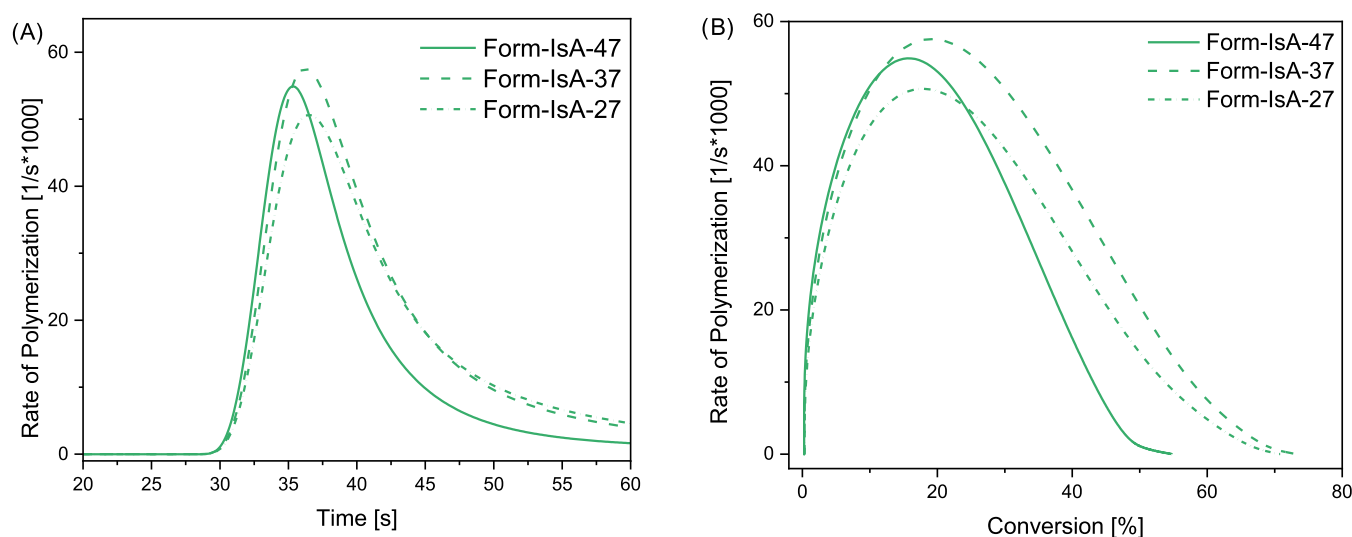 (A)
Form-IsA-47
Form-IsA-37
Form-IsA-27
Rate of Polymerization [1/s*1000]
60
40
20
0
20 25 30 35 40 45 50 55 60
Time [s]
(B)
Form-IsA-47
Form-IsA-37
Form-IsA-27
Rate of Polymerization [1/s*1000]
60
40
20
0
0 20 40 60 80
Conversion [%]